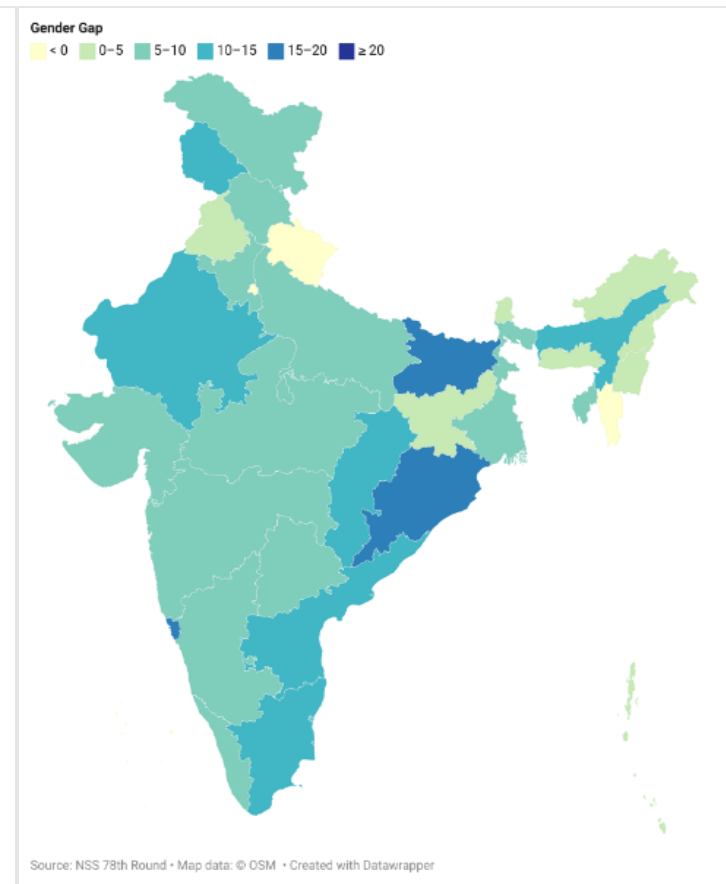 Gender Gap
< 0 0–5 5–10 10–15 15–20 ≥ 20
Source: NSS 78th Round • Map data: © OSM • Created with Datawrapper